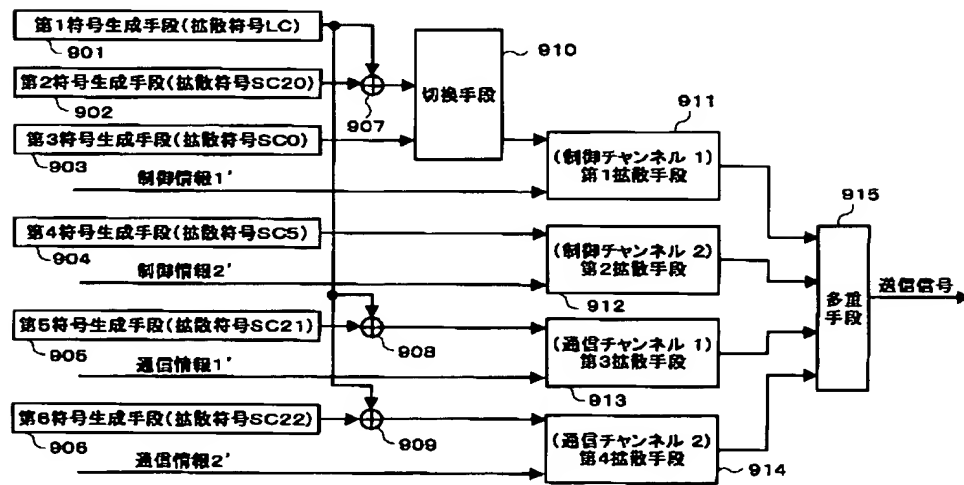 第1符号生成手段(拡散符号LC)
901
第2符号生成手段(拡散符号SC20)
902
907
切換手段
910
第3符号生成手段(拡散符号SC0)
903
制御情報1'
911
(制御チャンネル 1)
第1拡散手段
第4符号生成手段(拡散符号SC5)
904
制御情報2'
(制御チャンネル 2)
第2拡散手段
912
915
多重
手段
送信信号
第5符号生成手段(拡散符号SC21)
905
908
通信情報1'
(通信チャンネル 1)
第3拡散手段
913
第6符号生成手段(拡散符号SC22)
906
909
通信情報2'
(通信チャンネル 2)
第4拡散手段
914